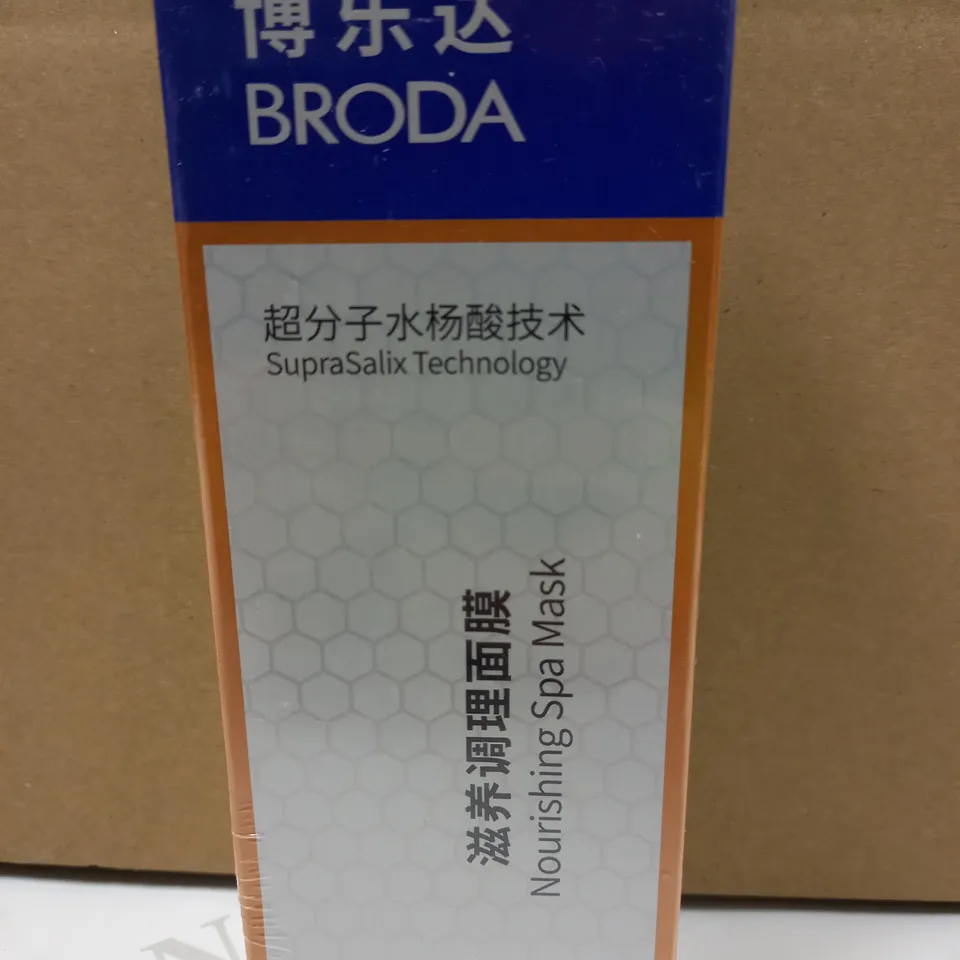 博乐达
BRODA
超分子水杨酸技术
SupraSalix Technology
滋养调理面膜
Nourishing Spa Mask